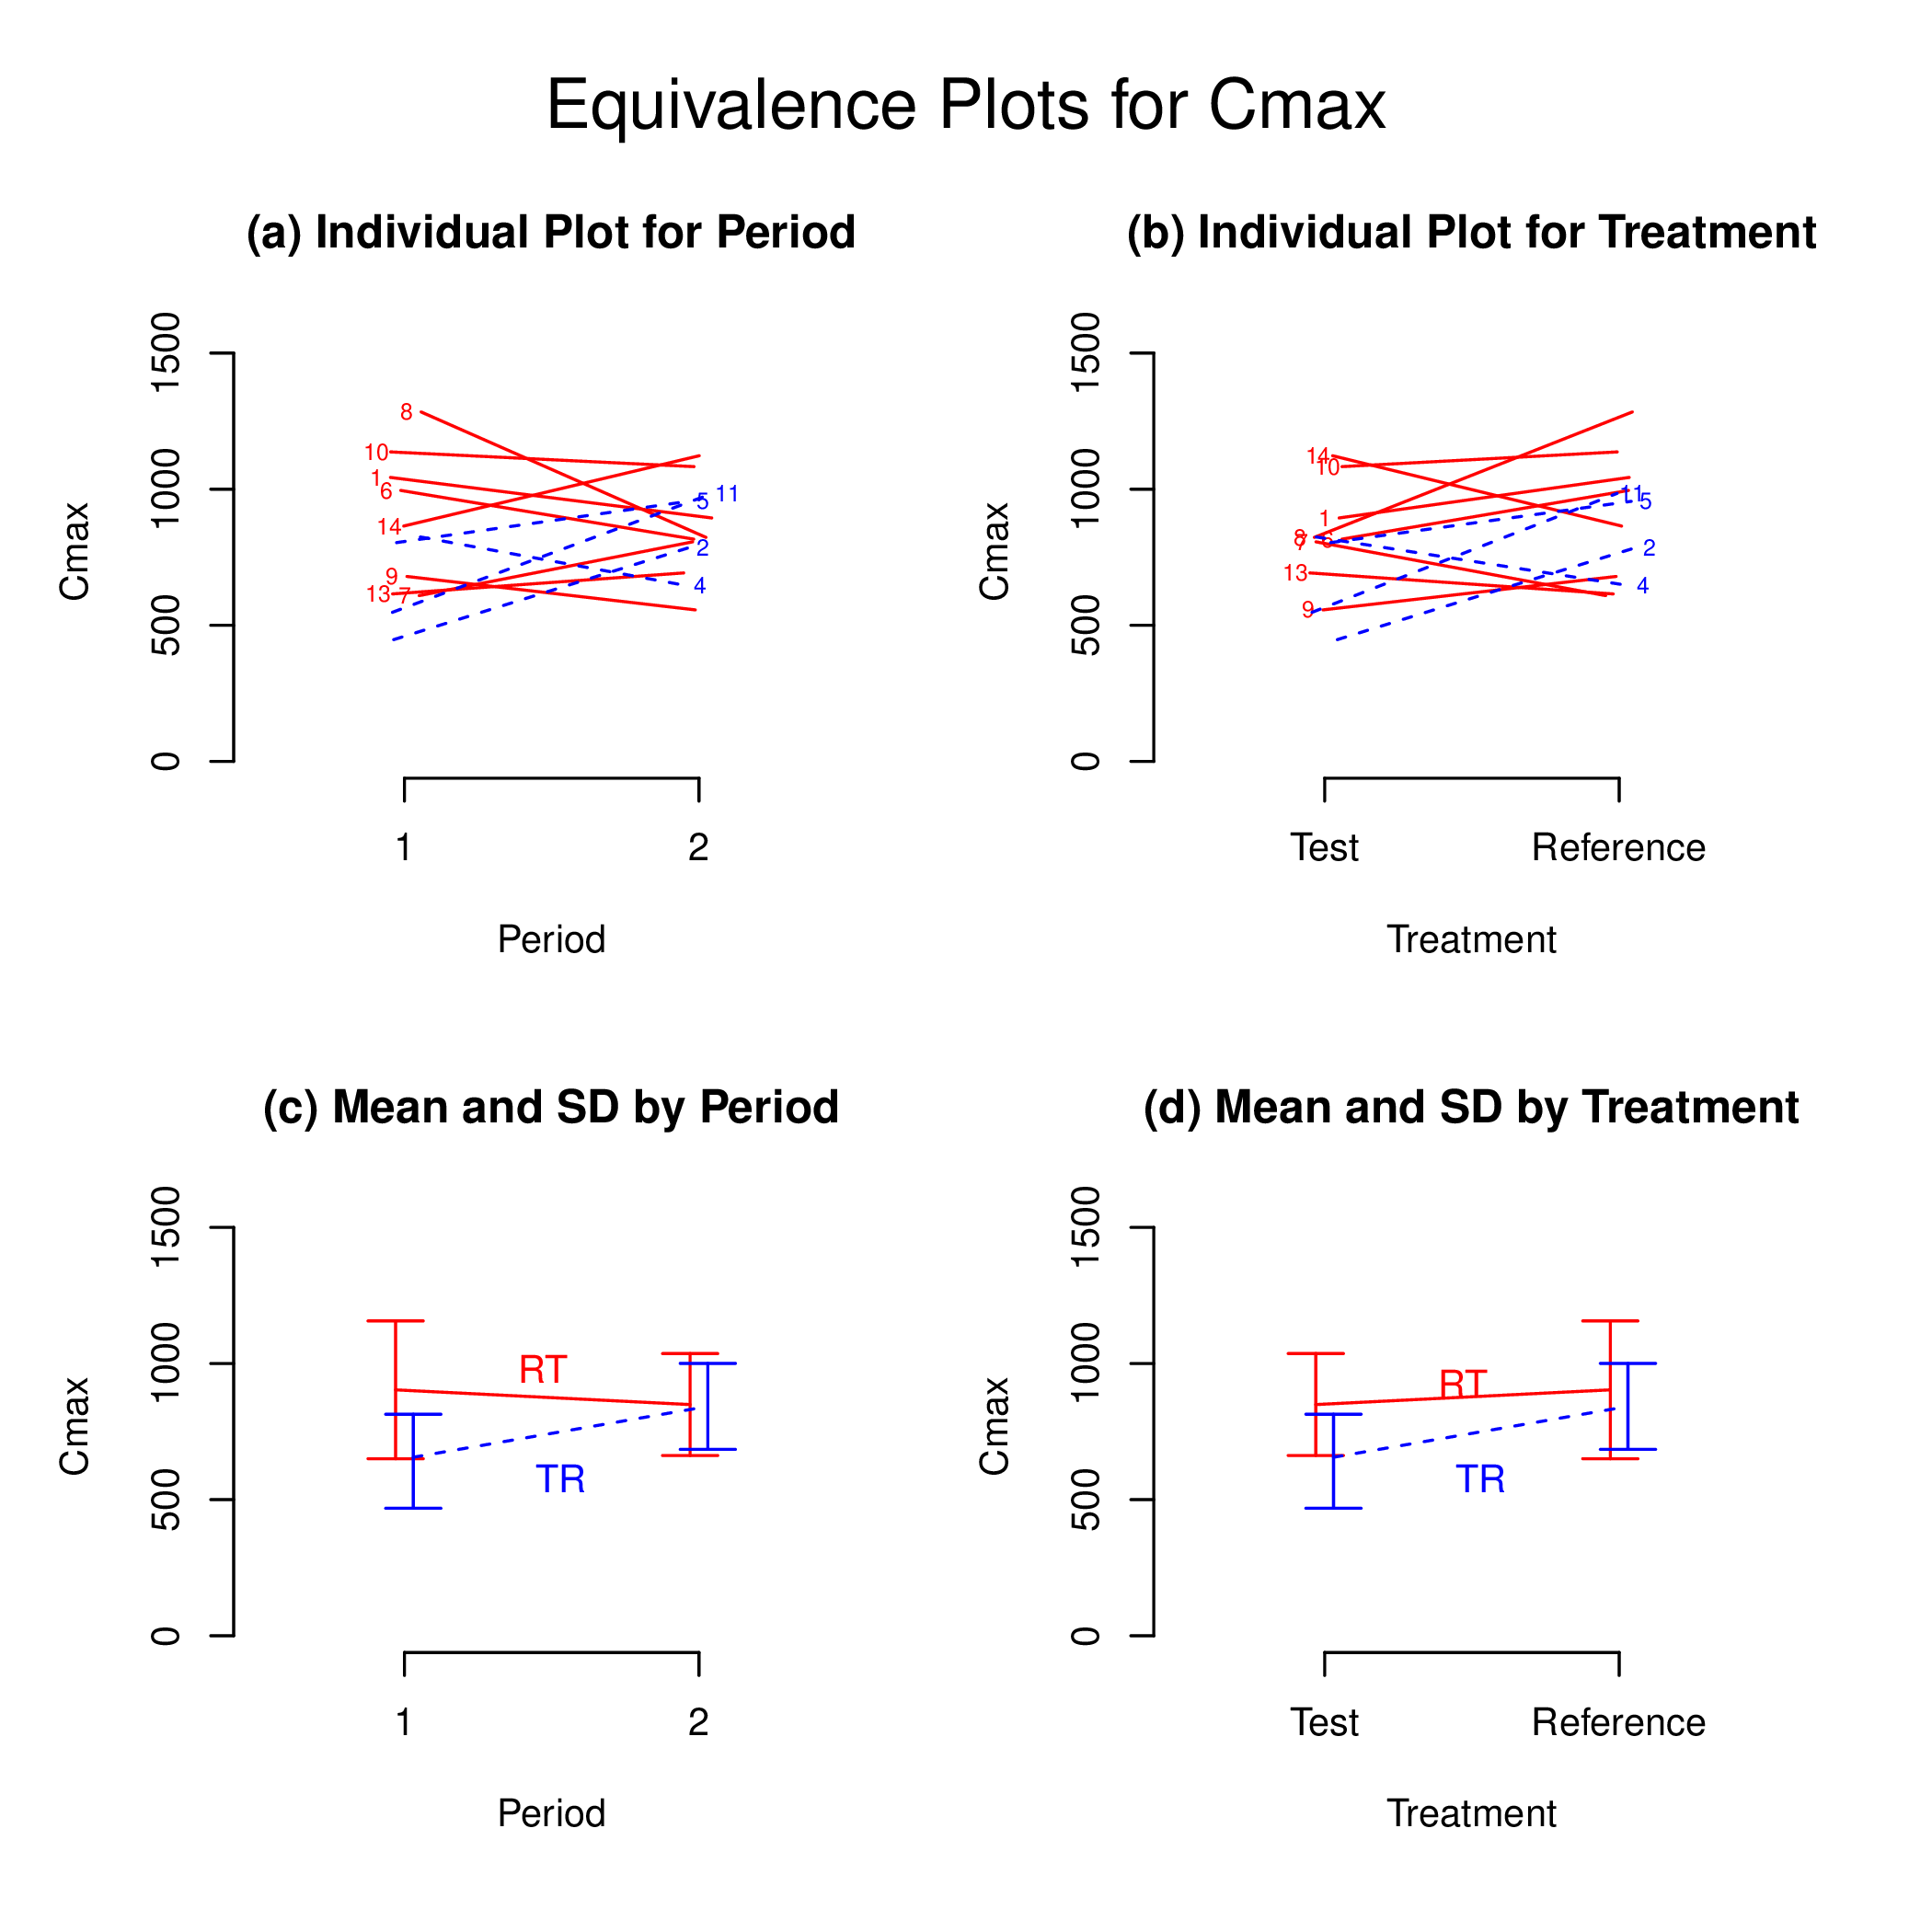 Equivalence Plots for Cmax
(a) Individual Plot for Period
Cmax
1500
1000
500
0
8
10
1
6
14
9
13
7
11
5
2
4
1
2
Period
(b) Individual Plot for Treatment
Cmax
1500
1000
500
0
14
10
1
8
7
6
13
9
11
5
2
4
Test
Reference
Treatment
(c) Mean and SD by Period
Cmax
1500
1000
500
0
RT
TR
1
2
Period
(d) Mean and SD by Treatment
Cmax
1500
1000
500
0
RT
TR
Test
Reference
Treatment